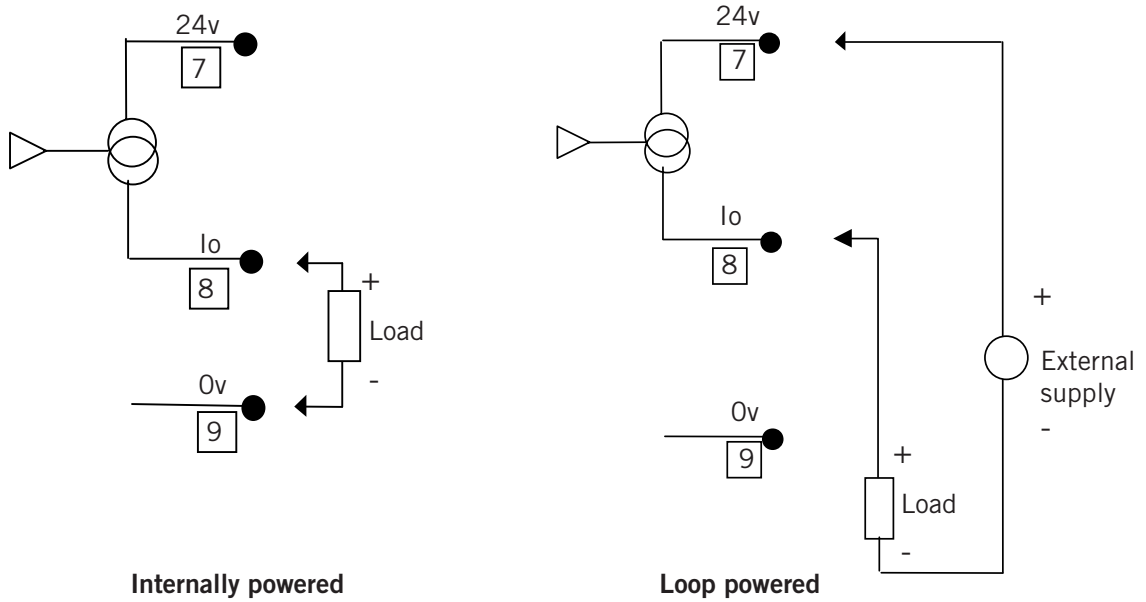 24v
7
Io
8
+
Load
-
0v
9
Internally powered
24v
7
Io
8
+
External
supply
-
0v
9
+
Load
-
Loop powered